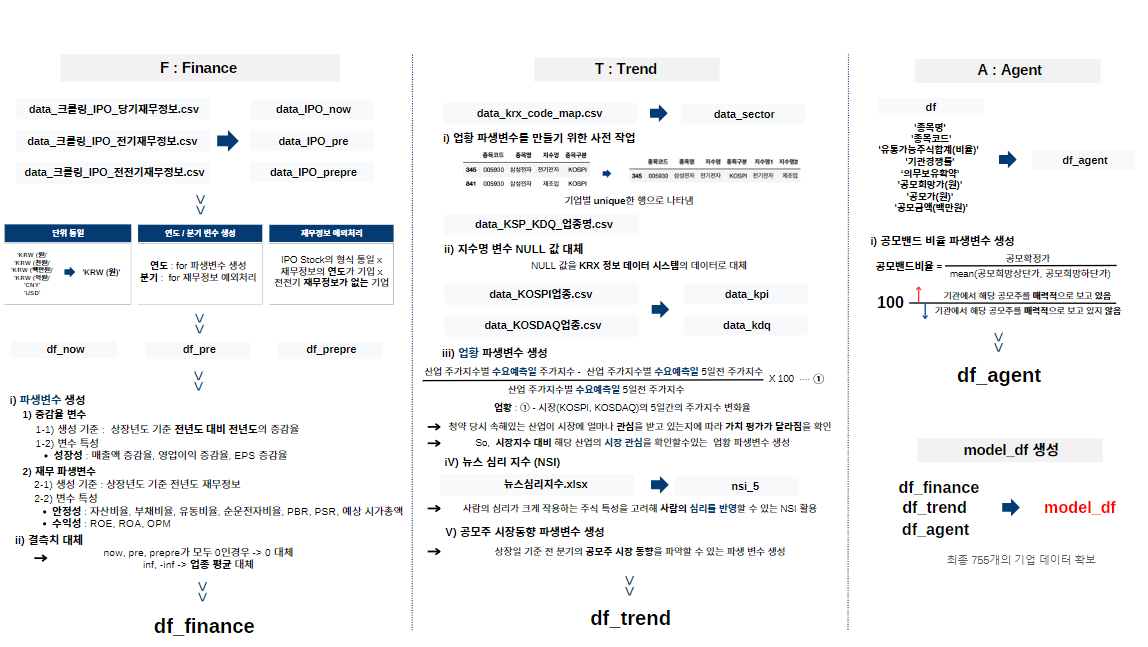 F : Finance
data_크롤링_IPO_당기재무정보.csv
data_IPO_now
data_크롤링_IPO_전기재무정보.csv
data_IPO_pre
data_크롤링_IPO_전전기재무정보.csv
data_IPO_prepre
단위 통일
'KRW (원)'
'KRW (천원)'
'KRW (백만원)'
'KRW (억원)'
'CNY'
'USD'
'KRW (원)'
연도 / 분기 변수 생성
연도 : for 파생변수 생성
분기 : for 재무정보 예외처리
재무정보 예외처리
IPO Stock의 형식 통일 x
재무정보의 연도가 기업 x
전전기 재무정보가 없는 기업
df_now
df_pre
df_prepre
i) 파생변수 생성
1) 증감율 변수
1-1) 생성 기준 : 상장년도 기준 전년도 대비 전년도의 증감율
1-2) 변수 특성
• 성장성 : 매출액 증감율, 영업이익 증감율, EPS 증감율
2) 재무 파생변수
2-1) 생성 기준 : 상장년도 기준 전년도 재무정보
2-2) 변수 특성
• 안정성 : 자산비율, 부채비율, 유동비율, 순운전자비율, PBR, PSR, 예상 시가총액
• 수익성 : ROE, ROA, OPM
ii) 결측치 대체
now, pre, prepre가 모두 0인경우 -> 0 대체
inf, -inf -> 업종 평균 대체
df_finance
T : Trend
data_krx_code_map.csv
data_sector
i) 업황 파생변수를 만들기 위한 사전 작업
종목코드 종목명 지수명 종목구분
345 005930 삼성전자 전기전자 KOSPI
841 005930 삼성전자 제조업 KOSPI
종목코드 종목명 지수명 종목구분 지수명1 지수명2
345 005930 삼성전자 전기전자 KOSPI 전기전자 제조업
기업별 unique한 행으로 나타냄
data_KSP_KDQ_업종명.csv
ii) 지수명 변수 NULL 값 대체
NULL 값을 KRX 정보 데이터 시스템의 데이터로 대체
data_KOSPI업종.csv
data_kpi
data_KOSDAQ업종.csv
data_kdq
iii) 업황 파생변수 생성
산업 주가지수별 수요예측일 주가지수 - 산업 주가지수별 수요예측일 5일전 주가지수
산업 주가지수별 수요예측일 5일전 주가지수
X 100 ···· ①
업황 : ① - 시장(KOSPI, KOSDAQ)의 5일간의 주가지수 변화율
청약 당시 속해있는 산업이 시장에 얼마나 관심을 받고 있는지에 따라 가치 평가가 달라짐을 확인
So, 시장지수 대비 해당 산업의 시장 관심을 확인할수있는 업황 파생변수 생성
iV) 뉴스 심리 지수 (NSI)
뉴스심리지수.xlsx
nsi_5
사람의 심리가 크게 작용하는 주식 특성을 고려해 사람의 심리를 반영할 수 있는 NSI 활용
V) 공모주 시장동향 파생변수 생성
상장일 기준 전 분기의 공모주 시장 동향을 파악할 수 있는 파생 변수 생성
df_trend
A : Agent
df
'종목명'
'종목코드'
'유통가능주식합계(비율)'
'기관경쟁률'
'의무보유확약'
'공모희망가(원)'
'공모가(원)'
'공모금액(백만원)'
df_agent
i) 공모밴드 비율 파생변수 생성
공모밴드비율 =
공모확정가
mean(공모희망상단가, 공모희망하단가)
100
기관에서 해당 공모주를 매력적으로 보고 있음
기관에서 해당 공모주를 매력적으로 보고 있지 않음
df_agent
model_df 생성
df_finance
df_trend
df_agent
model_df
최종 755개의 기업 데이터 확보